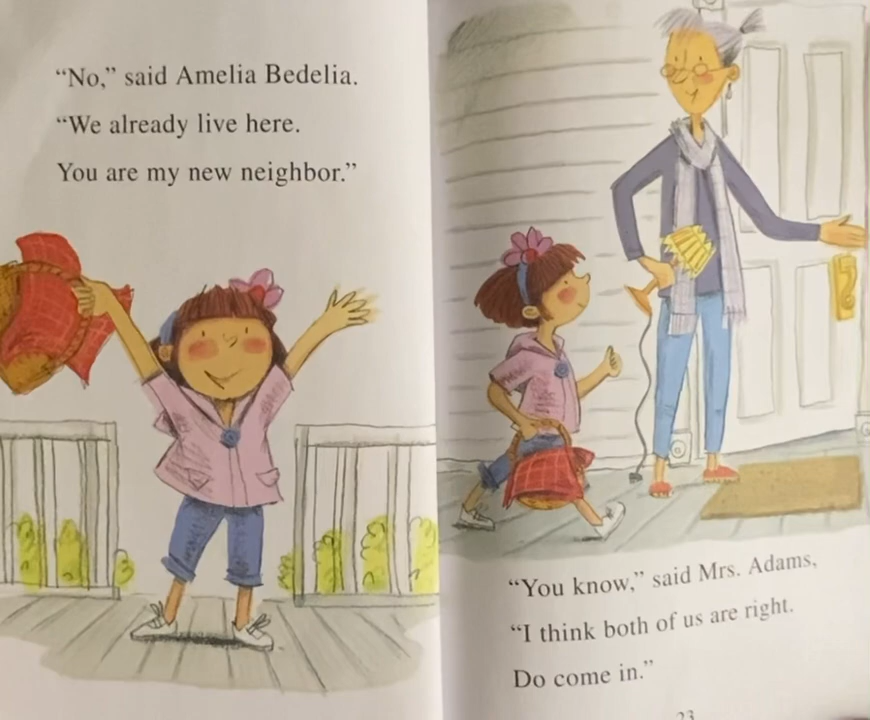 “No,” said Amelia Bedelia.
“We already live here.
You are my new neighbor.”
“You know,” said Mrs. Adams,
“I think both of us are right.
Do come in.”
23